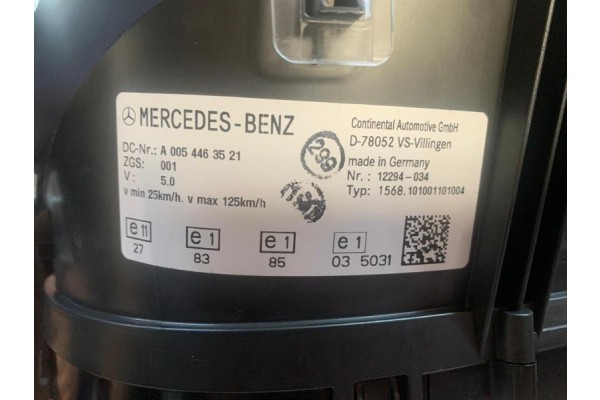 MERCEDES-BENZ
DC-Nr.: A 005 446 35 21
ZGS: 001
V: 5.0
v min 25km/h. v max 125km/h
Continental Automotive GmbH
D-78052 VS-Villingen
made in Germany
Nr.: 12294-034
Typ: 1568.101001101004
299
e11
27
e1
83
e1
85
e1
03 5031